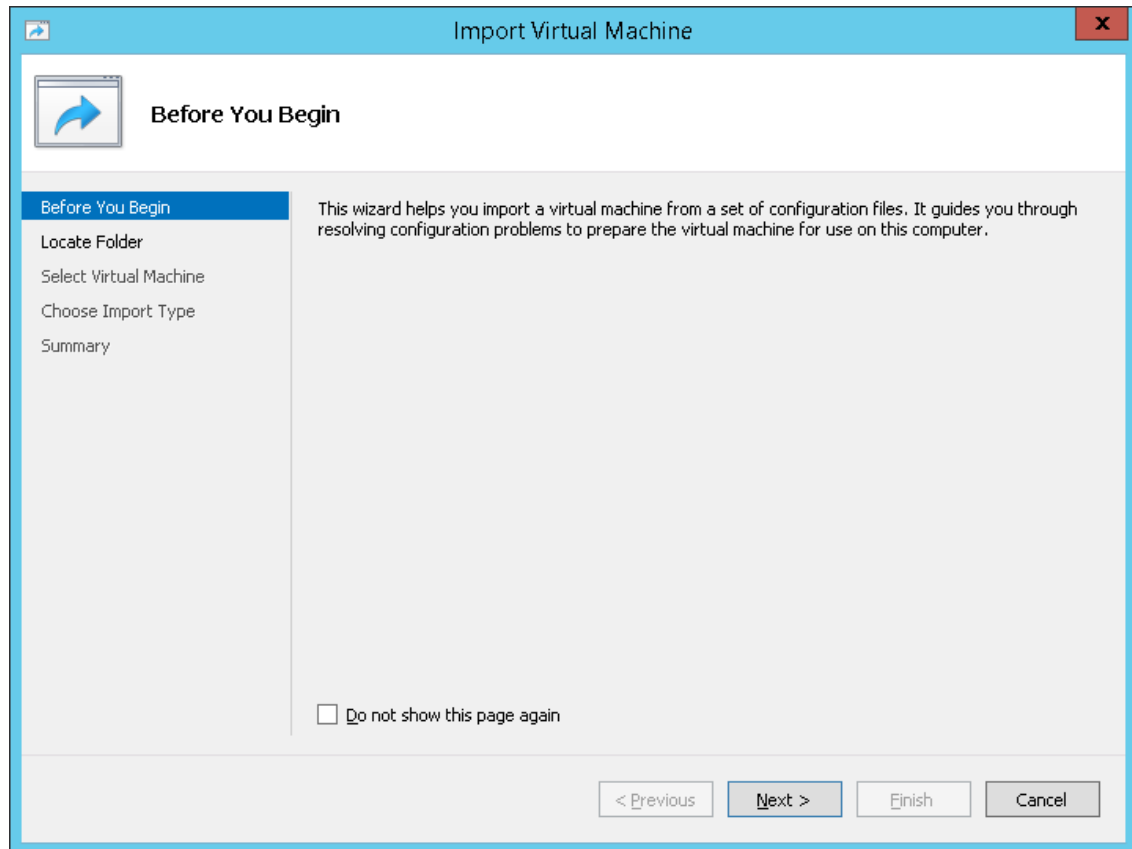 Import Virtual Machine
x
Before You Begin
Before You Begin
Locate Folder
Select Virtual Machine
Choose Import Type
Summary
This wizard helps you import a virtual machine from a set of configuration files. It guides you through
resolving configuration problems to prepare the virtual machine for use on this computer.
Do not show this page again
< Previous
Next >
Finish
Cancel